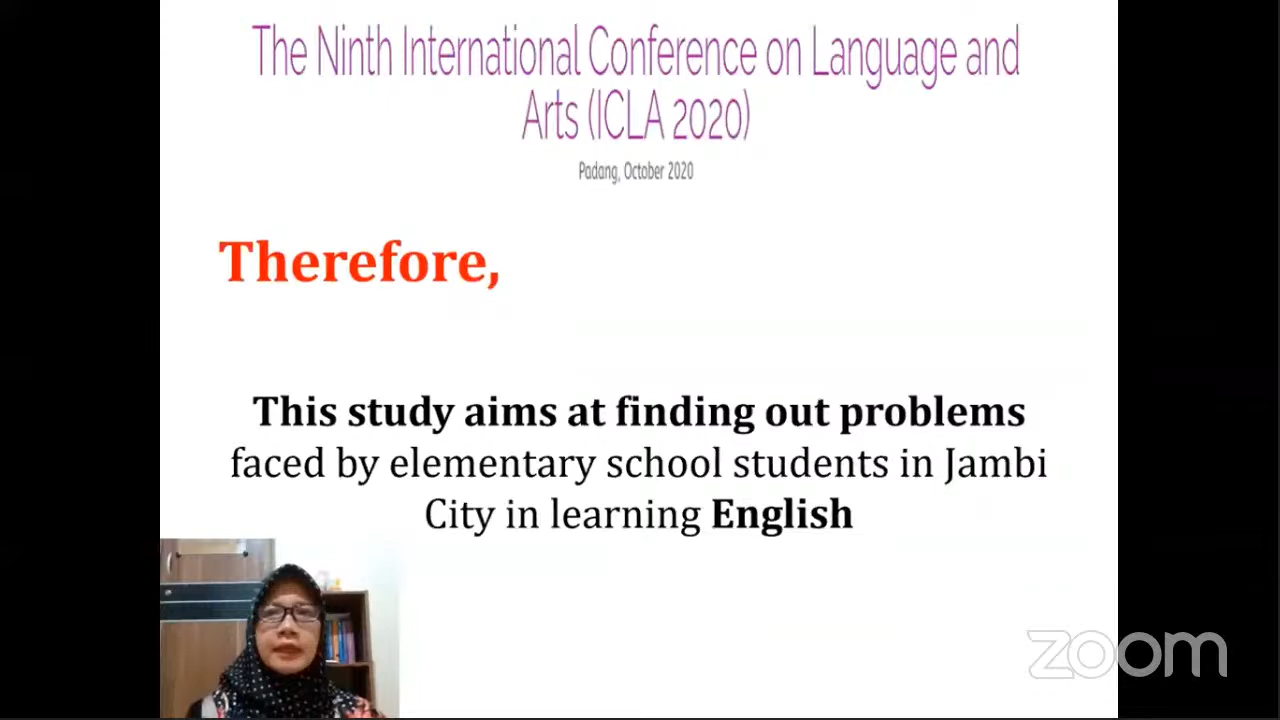 The Ninth International Conference on Language and
Arts (ICLA 2020)
Padang, October 2020
Therefore,
This study aims at finding out problems
faced by elementary school students in Jambi
City in learning English
zoom